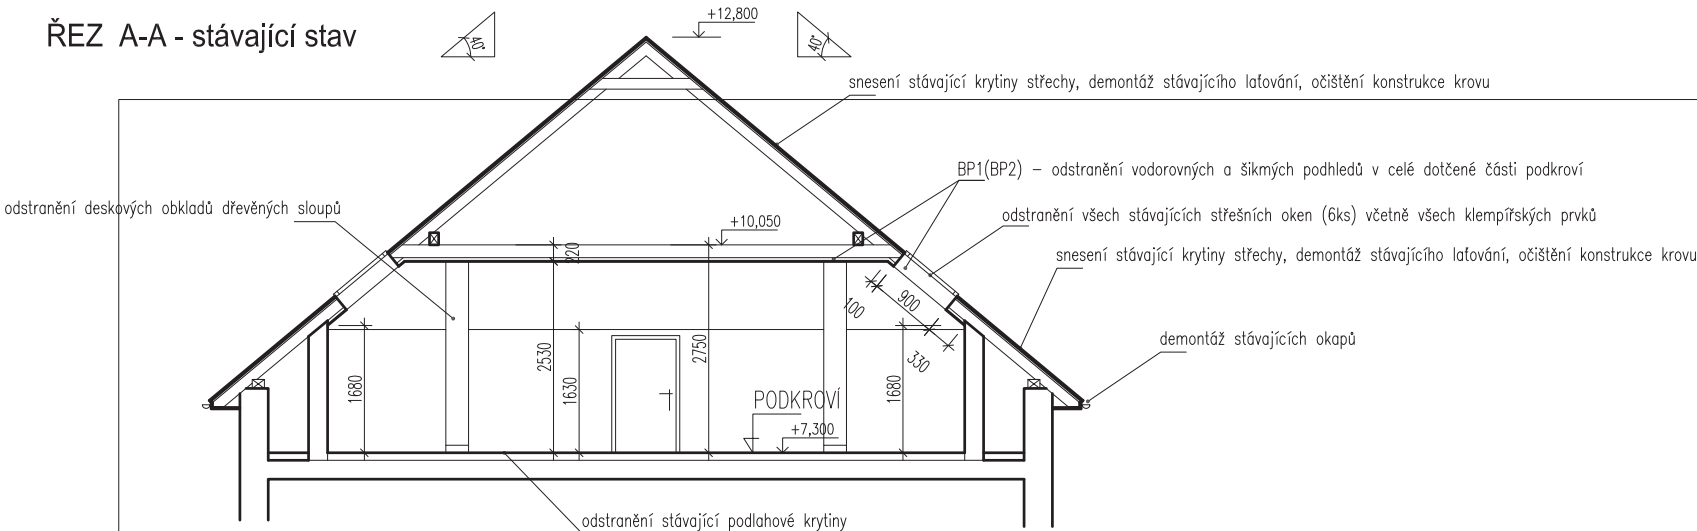 ŘEZ A-A - stávající stav
+12,800
40°
40°
snesení stávající krytiny střechy, demontáž stávajícího laťování, očištění konstrukce krovu
BP1(BP2) – odstranění vodorovných a šikmých podhledů v celé dotčené části podkroví
odstranění deskových obkladů dřevěných sloupů
odstranění všech stávajících střešních oken (6ks) včetně všech klempířských prvků
+10,050
220
snesení stávající krytiny střechy, demontáž stávajícího laťování, očištění konstrukce krovu
100
900
330
demontáž stávajících okapů
1680
2530
1630
2750
1680
PODKROVÍ
+7,300
odstranění stávající podlahové krytiny